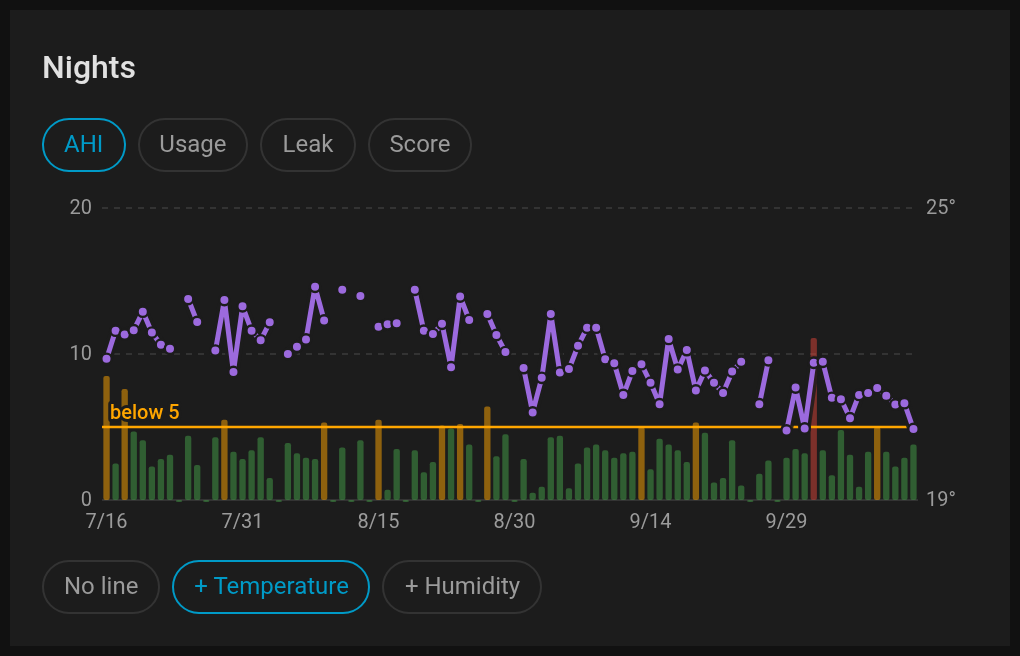 Nights
AHI Usage Leak Score
20 25°
10
below 5
0 19°
7/16 7/31 8/15 8/30 9/14 9/29
No line + Temperature + Humidity